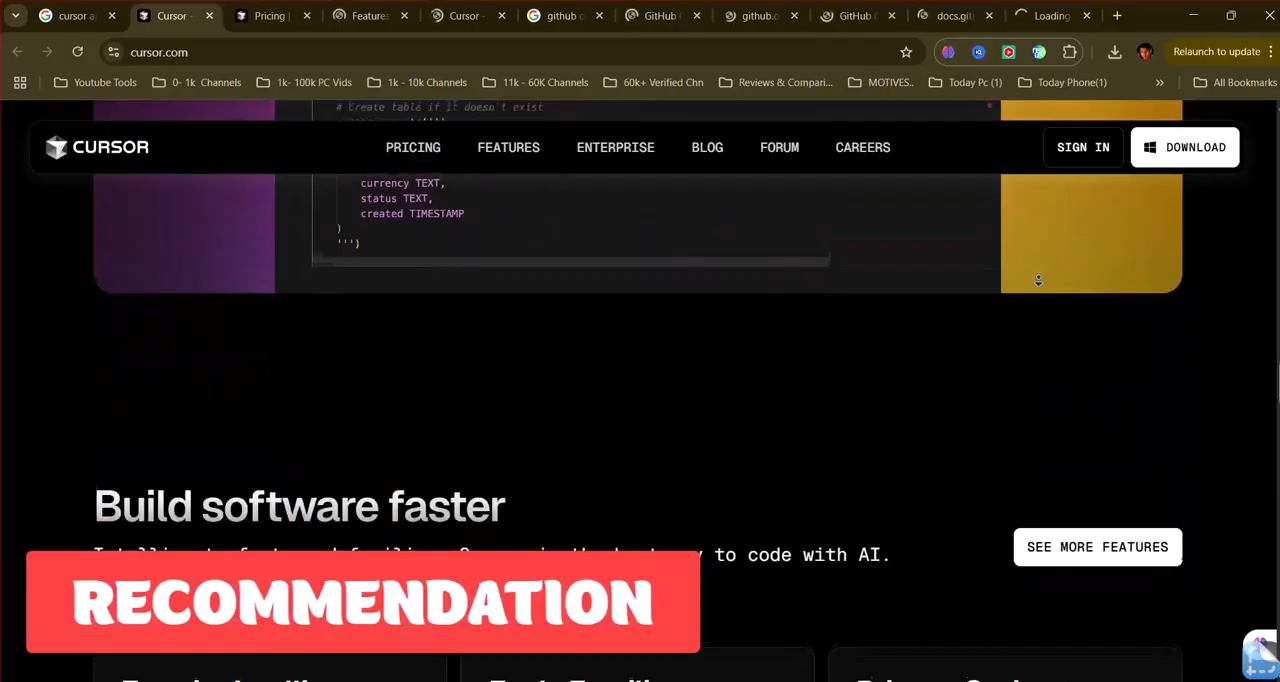 cursor a
Cursor -
Pricing |
Features
Cursor -
github c
GitHub
github.c
GitHub
docs.git
Loading
cursor.com
Relaunch to update
Youtube Tools
0- 1k Channels
1k- 100k PC Vids
1k - 10k Channels
11k - 60K Channels
60k+ Verified Chnn
Reviews & Compari...
MOTIVES..
Today Pc (1)
Today Phone(1)
»
All Bookmarks
# Create table if it doesn't exist
CURSOR
PRICING
FEATURES
ENTERPRISE
BLOG
FORUM
CAREERS
SIGN IN
DOWNLOAD
currency TEXT,
status TEXT,
created TIMESTAMP
)
''')
Build software faster
to code with AI.
SEE MORE FEATURES
RECOMMENDATION